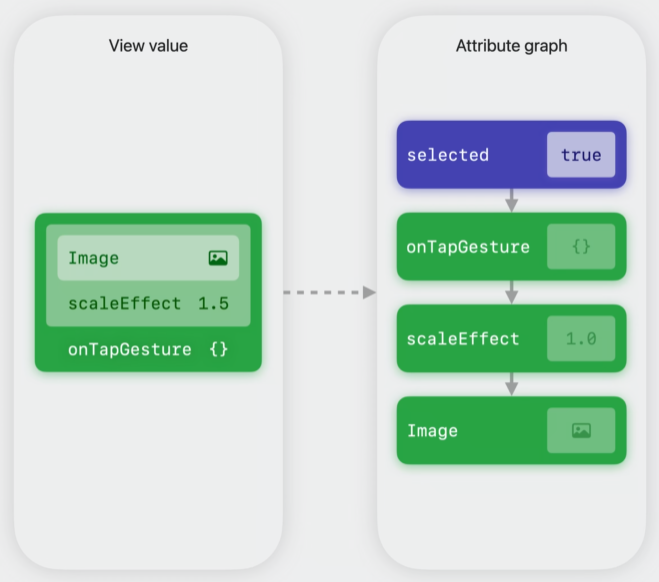 View value
Image
scaleEffect 1.5
onTapGesture {}
Attribute graph
selected true
onTapGesture {}
scaleEffect 1.0
Image